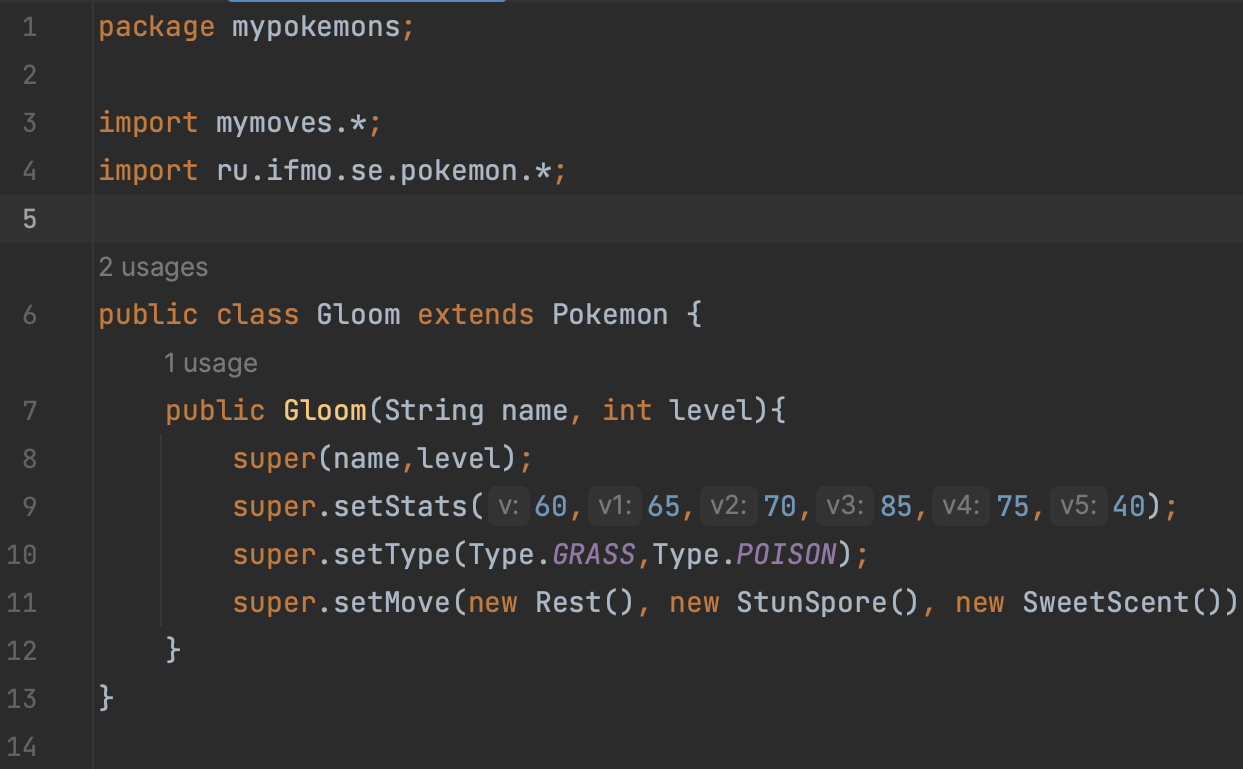 1 package mypokemons;
2
3 import mymoves.*;
4 import ru.ifmo.se.pokemon.*;
5
2 usages
6 public class Gloom extends Pokemon {
1 usage
7 public Gloom(String name, int level){
8 super(name,level);
9 super.setStats( v: 60, v1: 65, v2: 70, v3: 85, v4: 75, v5: 40);
10 super.setType(Type.GRASS,Type.POISON);
11 super.setMove(new Rest(), new StunSpore(), new SweetScent())
12 }
13 }
14